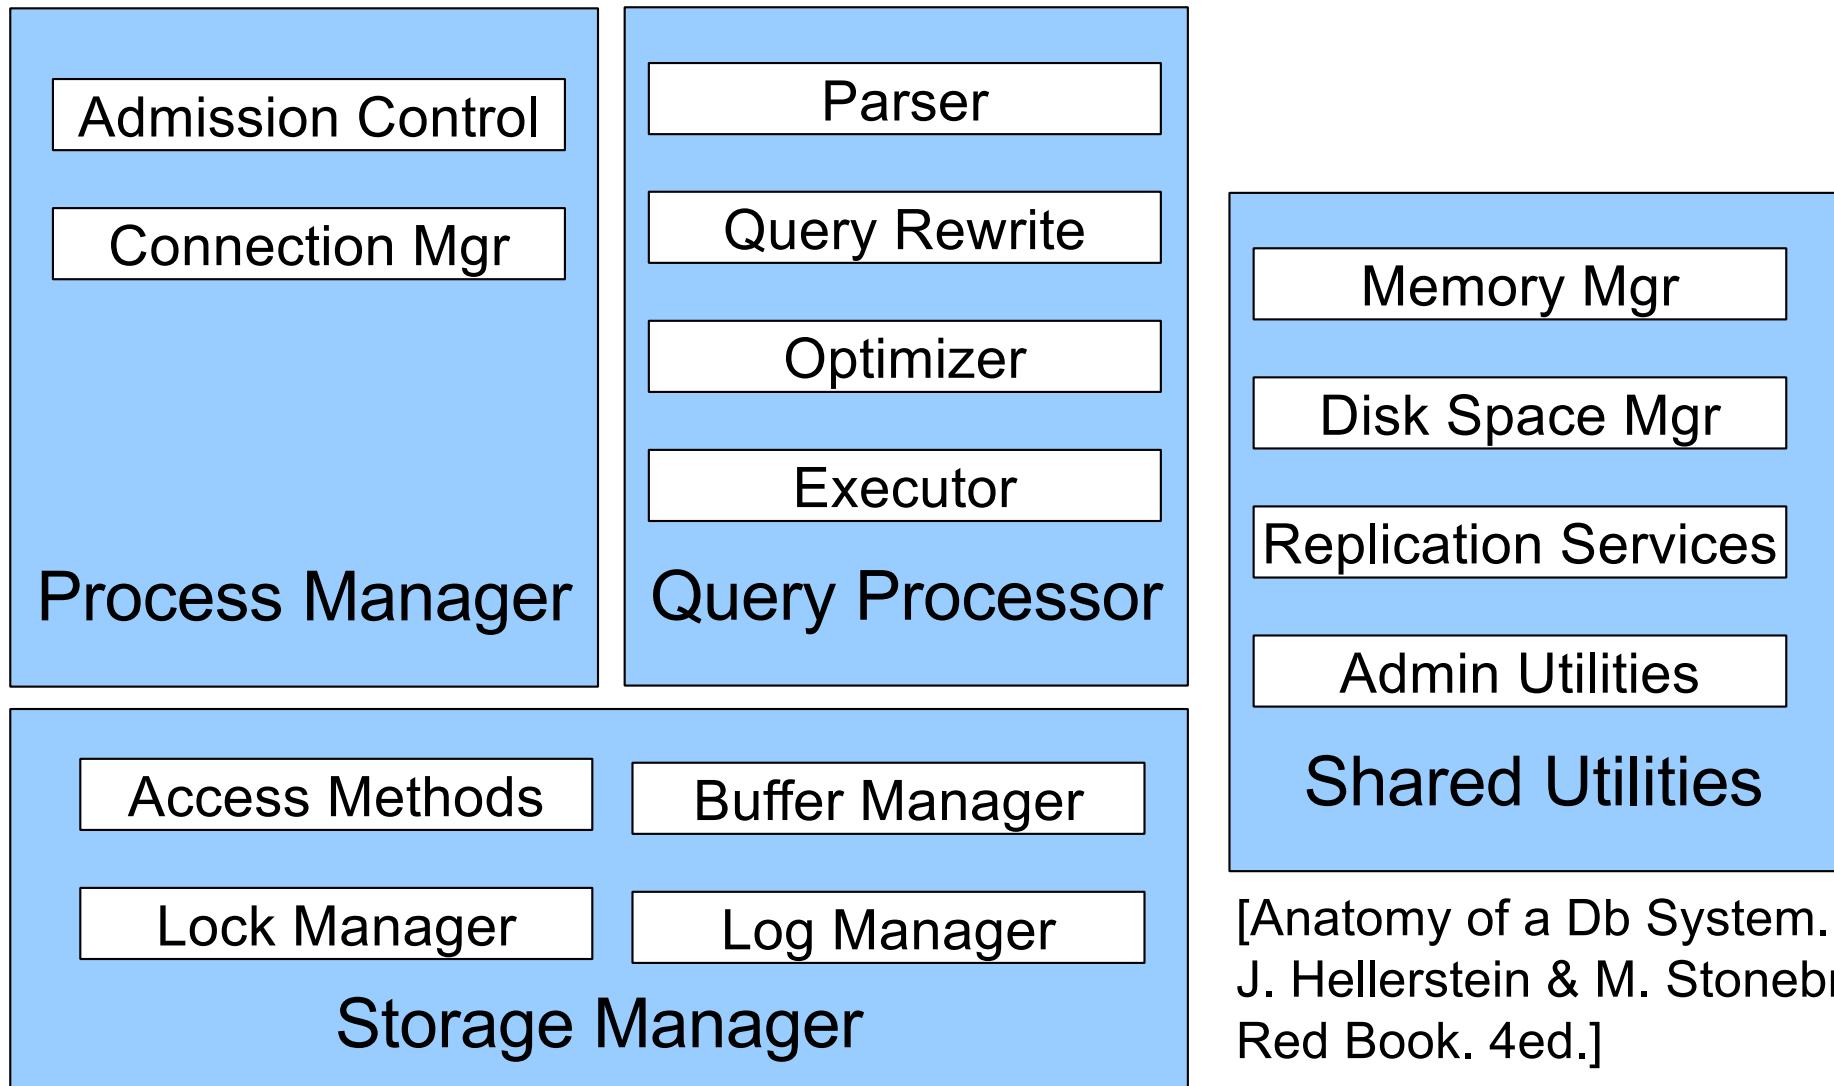 Admission Control
Connection Mgr
Process Manager
Parser
Query Rewrite
Optimizer
Executor
Query Processor
Memory Mgr
Disk Space Mgr
Replication Services
Admin Utilities
Shared Utilities
Access Methods
Buffer Manager
Lock Manager
Log Manager
Storage Manager
[Anatomy of a Db System.
J. Hellerstein & M. 
Red Book. 4ed.]